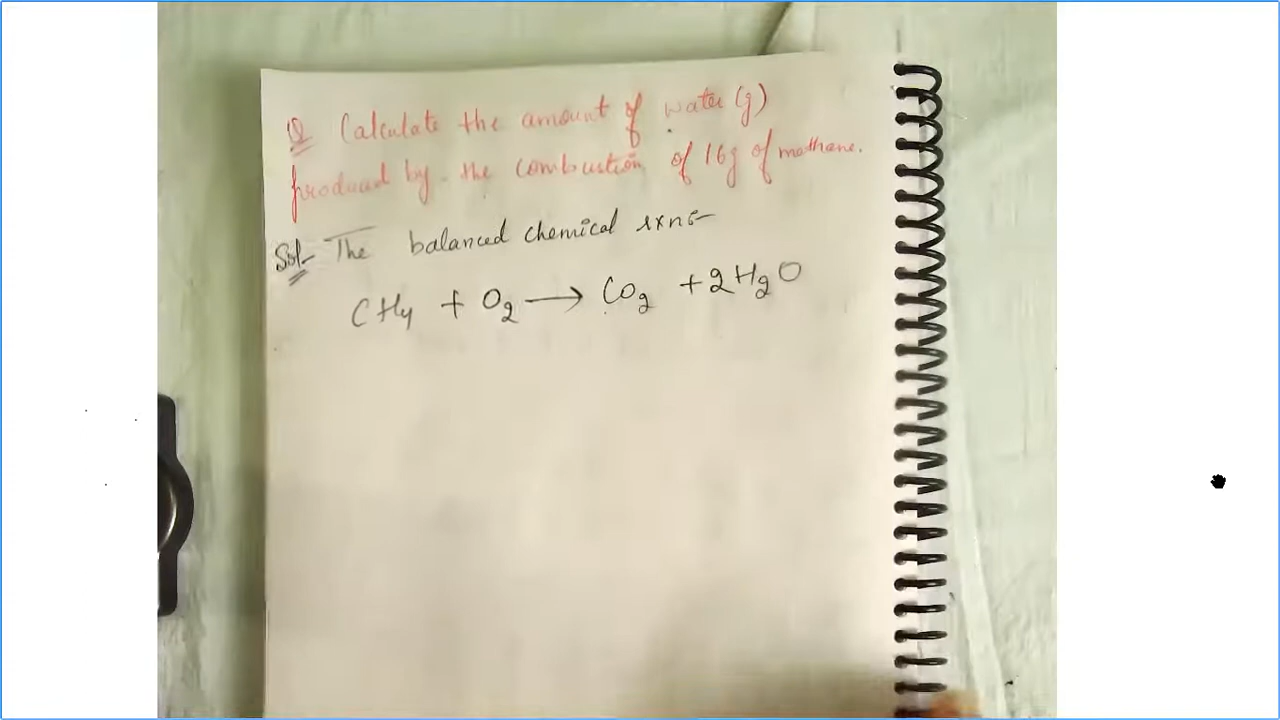 Q Calculate the amount of water (g)
produced by the combustion of 16g of methane.
Sol- The balanced chemical rxn:-
CH4 + O2 → CO2 + 2H2O